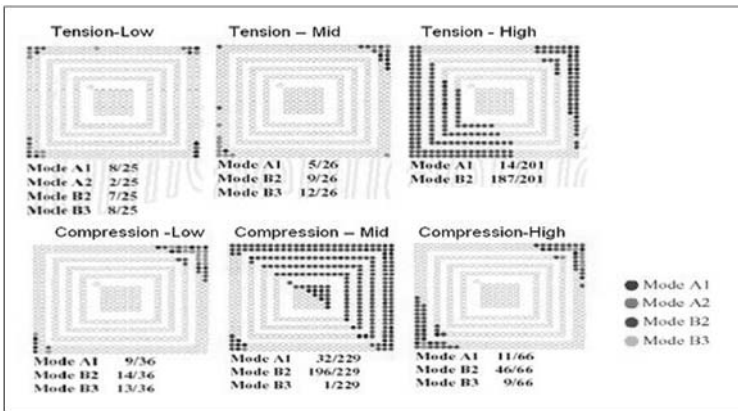 Tension-Low
Tension – Mid
Tension - High
Mode A1 8/25
Mode A2 2/25
Mode B2 7/25
Mode B3 8/25
Mode A1 5/26
Mode B2 9/26
Mode B3 12/26
Mode A1 14/201
Mode B2 187/201
Compression -Low
Compression – Mid
Compression-High
Mode A1 9/36
Mode B2 14/36
Mode B3 13/36
Mode A1 32/229
Mode B2 196/229
Mode B3 1/229
Mode A1 11/66
Mode B2 46/66
Mode B3 9/66
Mode A1
Mode A2
Mode B2
Mode B3